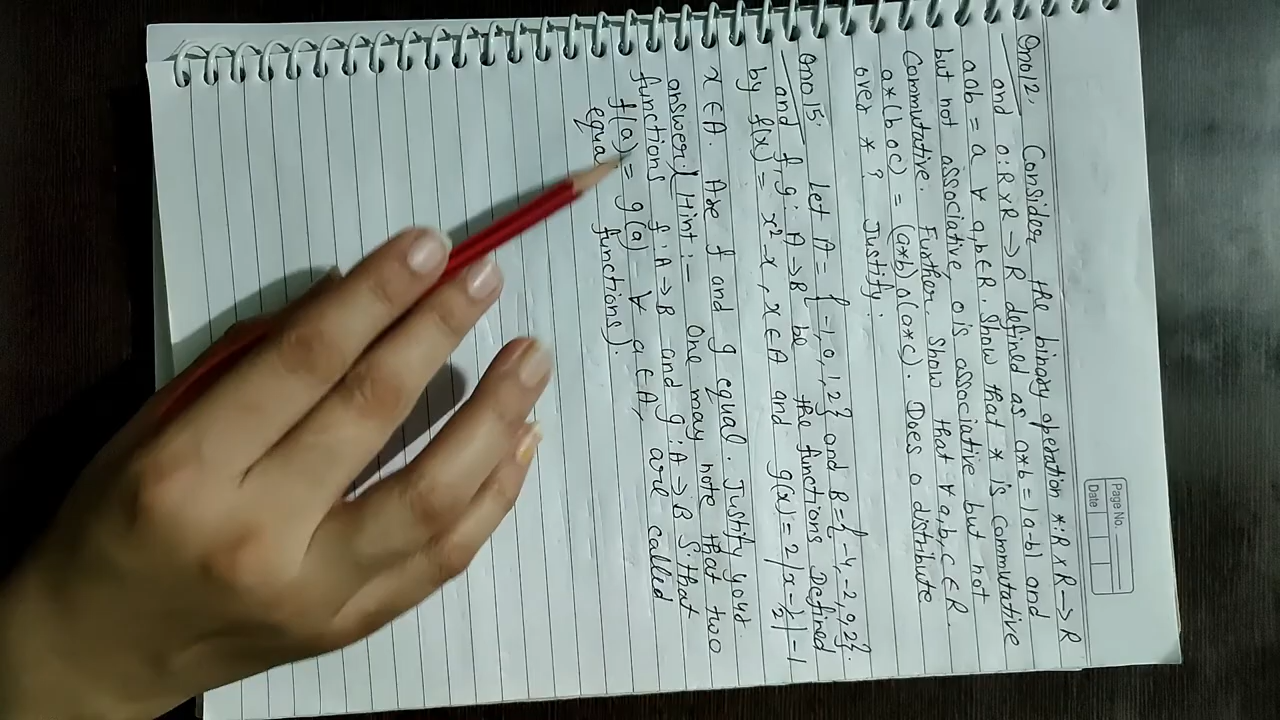 Page No.
Date
Qno12. Consider the binary operation *:R×R→R
and o:R×R→R defined as a*b=|a-b| and
aob = a ∀ a,b∈R. Show that * is commutative
but not associative, o is associative but not
Commutative. Further, Show that ∀ a,b,c ∈ R.
a*(boc) = (a*b)o(a*c). Does o distribute
over * ? Justify.
Qno15. Let A={-1,0,1,2} and B={-4,-2,0,2}.
and f,g: A→B be the functions Defined
by f(x) = x²-x, x∈A and g(x)=2|x-1/2|-1
x∈A. Are f and g equal. Justify your
answer.(Hint:- One may note that two
functions f:A→B and g:A→B S.that
f(a) = g(a) ∀ a∈A, are called
equal functions).